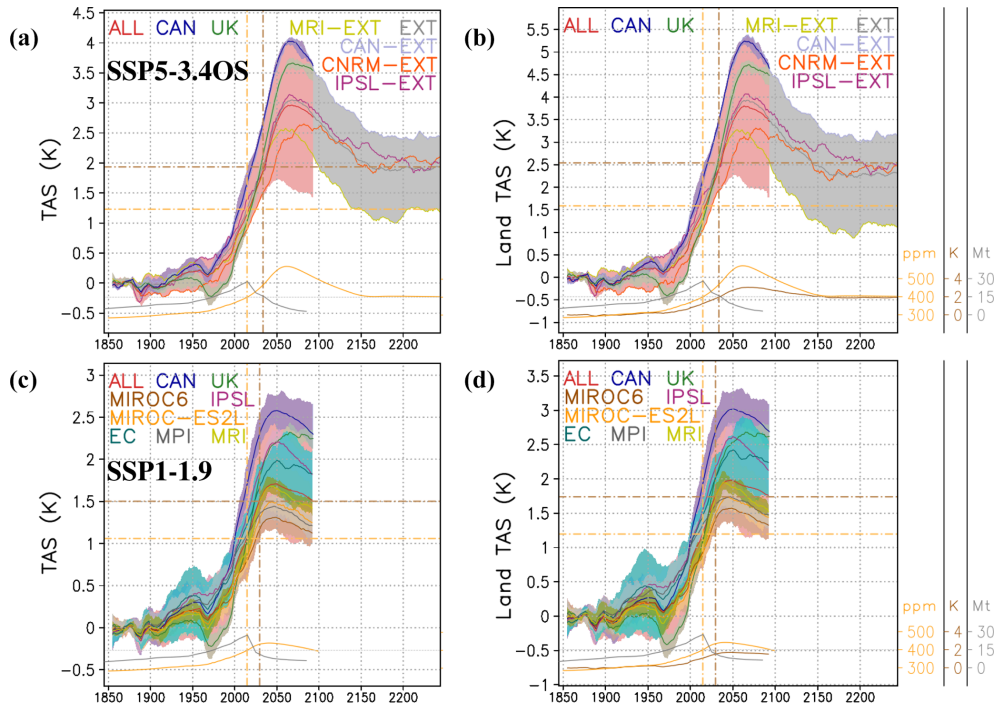 (a)
ALL CAN UK MRI-EXT EXT
CAN-EXT
CNRM-EXT
IPSL-EXT
SSP5-3.4OS
TAS (K)
4.5
4
3.5
3
2.5
2
1.5
1
0.5
0
-0.5
1850 1900 1950 2000 2050 2100 2150 2200
(b)
ALL CAN UK MRI-EXT EXT
CAN-EXT
CNRM-EXT
IPSL-EXT
Land TAS (K)
5.5
5
4.5
4
3.5
3
2.5
2
1.5
1
0.5
0
-0.5
-1
1850 1900 1950 2000 2050 2100 2150 2200
ppm K Mt
500 4 30
400 2 15
300 0 0
(c)
ALL CAN UK
MIROC6 IPSL
MIROC-ES2L
EC MPI MRI
SSP1-1.9
TAS (K)
3
2.5
2
1.5
1
0.5
0
-0.5
1850 1900 1950 2000 2050 2100 2150 2200
(d)
ALL CAN UK
MIROC6 IPSL
MIROC-ES2L
EC MPI MRI
Land TAS (K)
3.5
3
2.5
2
1.5
1
0.5
0
-0.5
-1
1850 1900 1950 2000 2050 2100 2150 2200
ppm K Mt
500 4 30
400 2 15
300 0 0